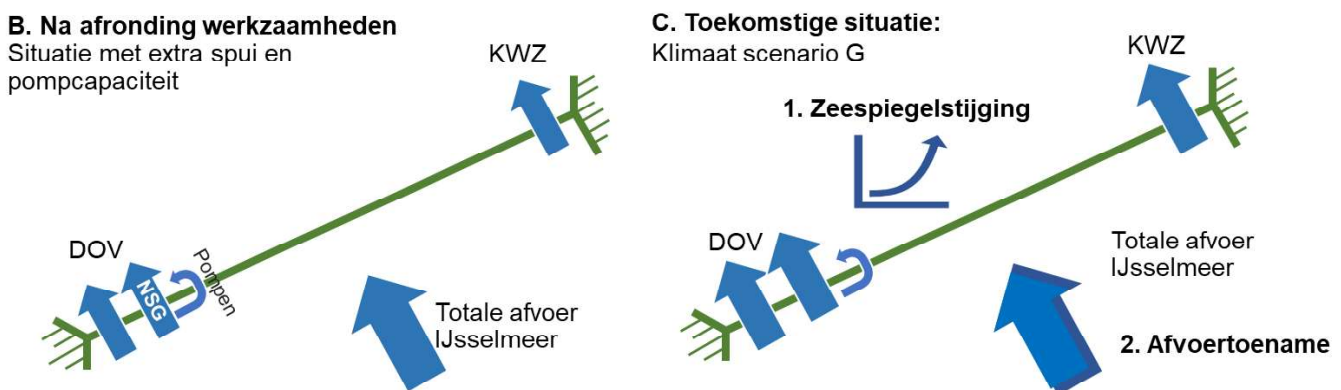 B. Na afronding werkzaamheden
Situatie met extra spui en
pompcapaciteit
KWZ
DOV
NSG
Pompen
Totale afvoer
IJsselmeer
C. Toekomstige situatie:
Klimaat scenario G
KWZ
1. Zeespiegelstijging
DOV
Totale afvoer
IJsselmeer
2. Afvoertoename